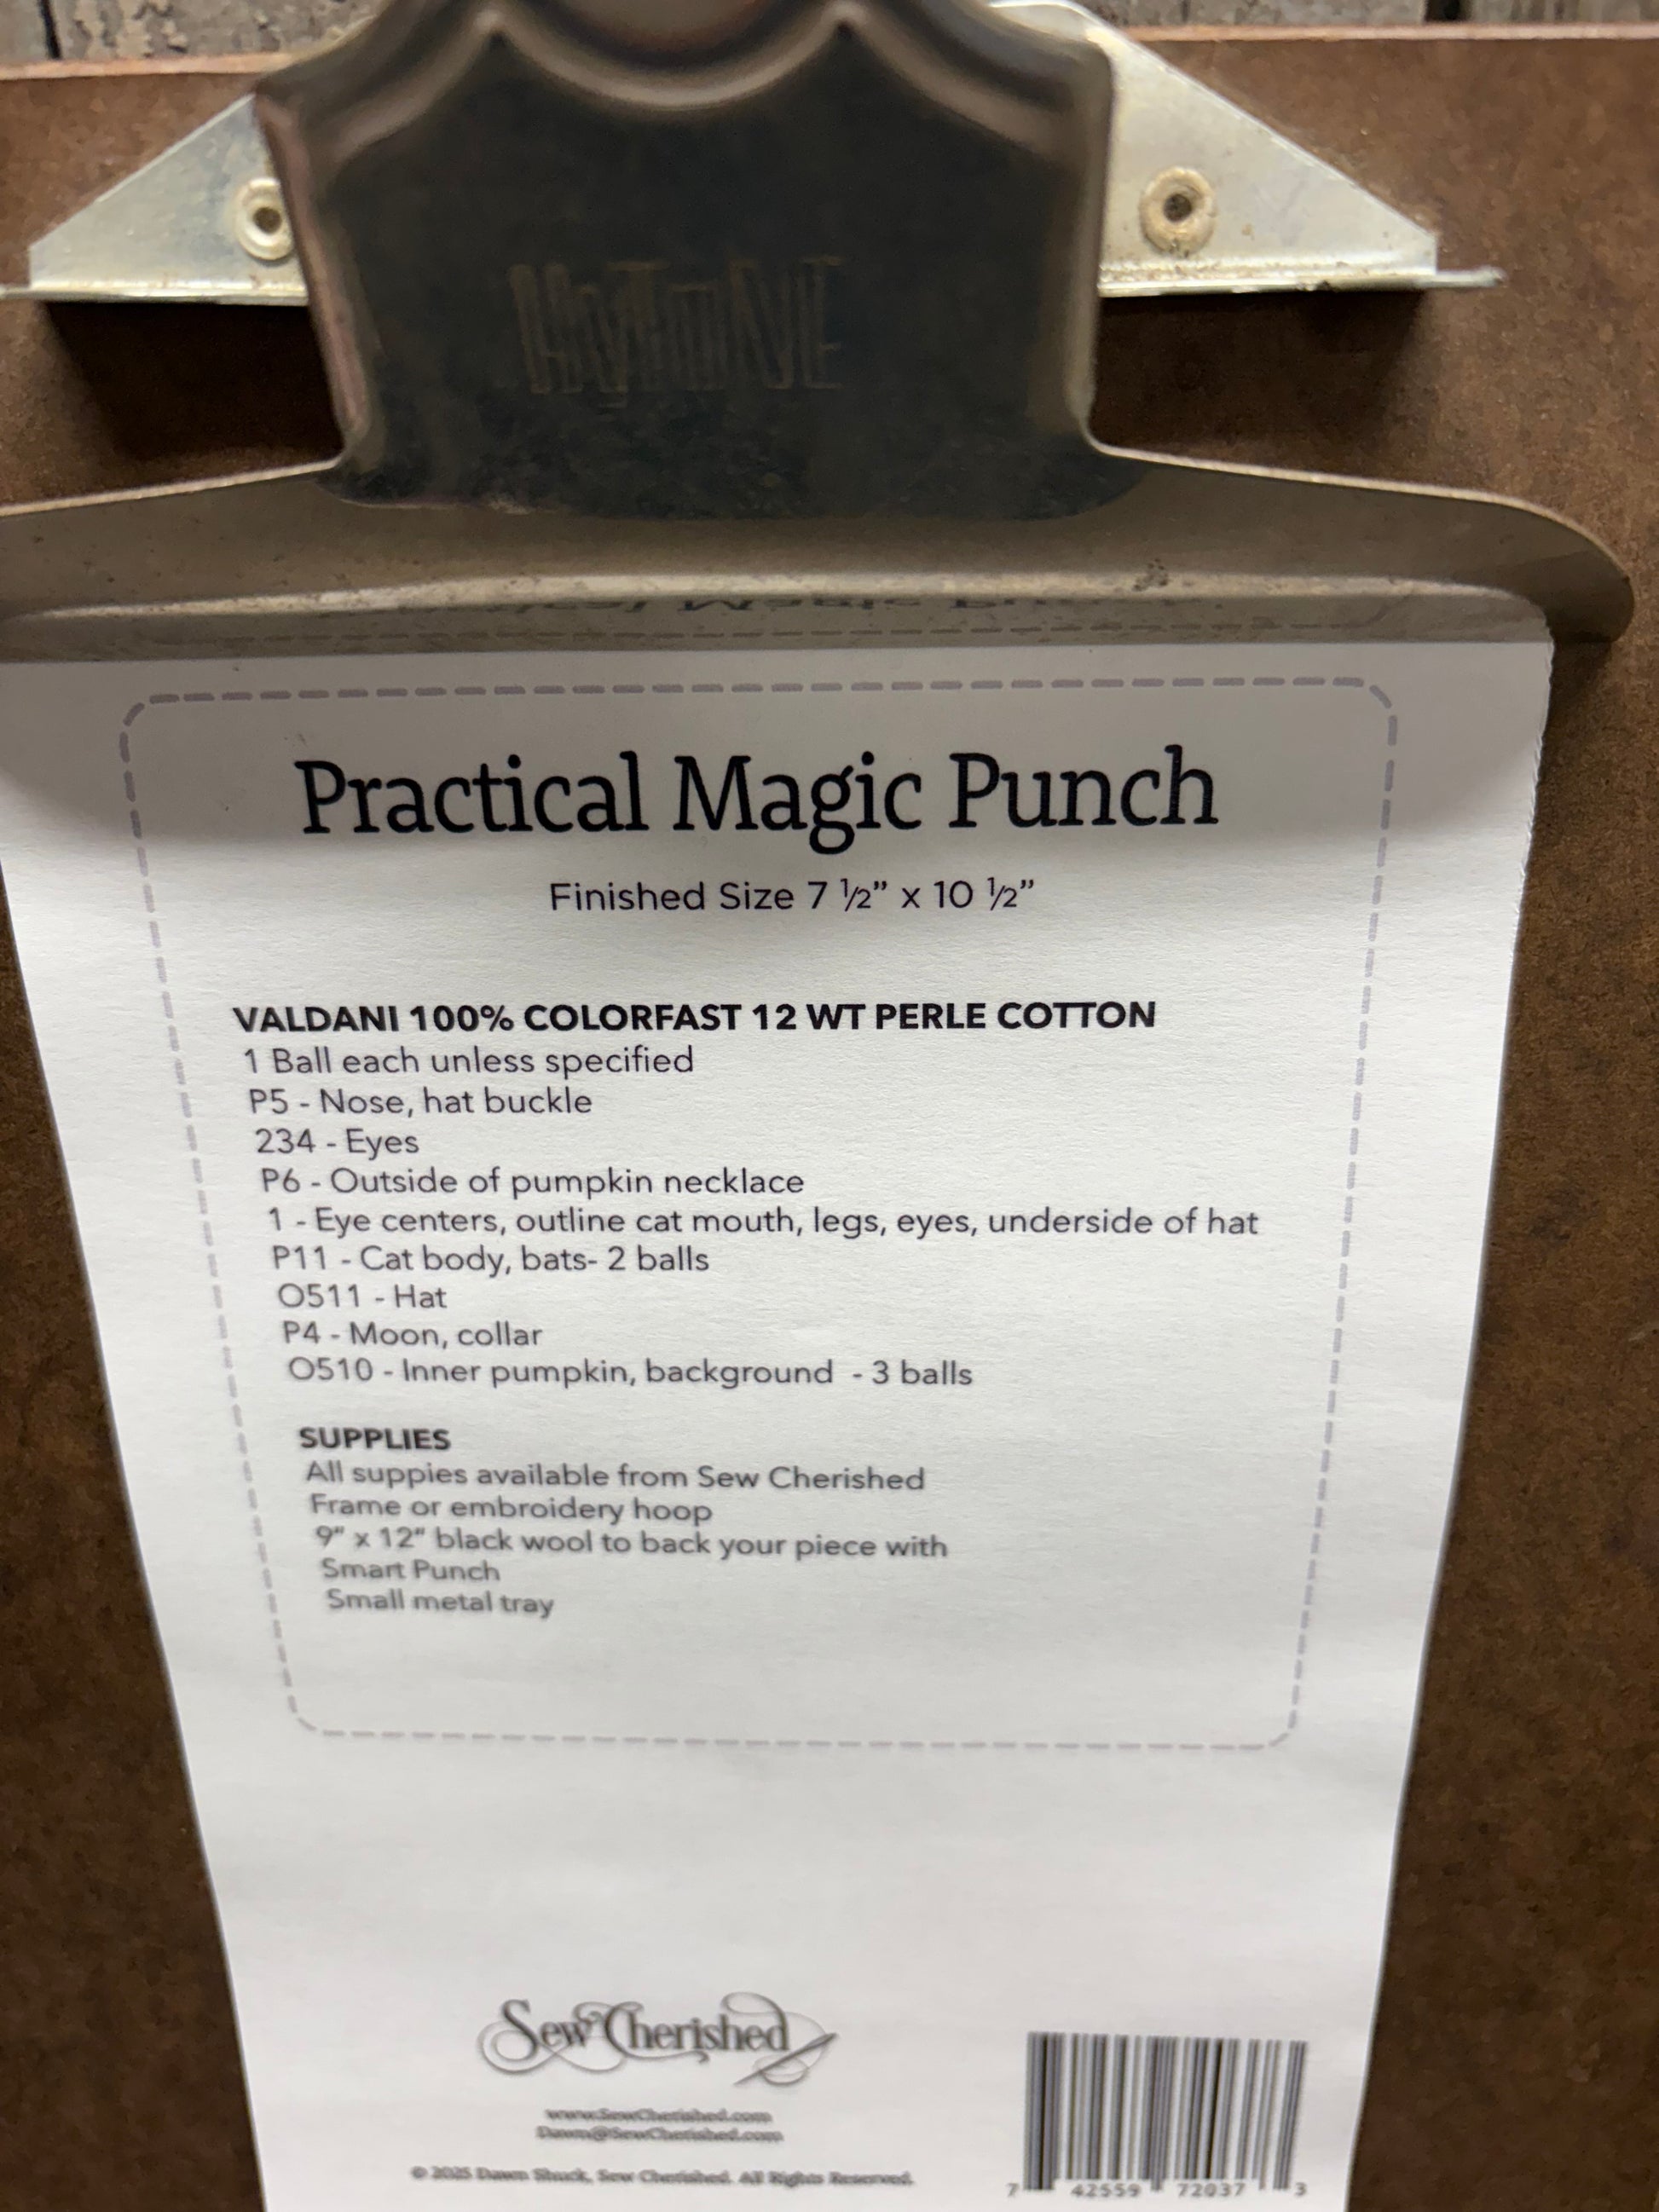 Practical Magic Punch
Finished Size 7 ½” x 10 ½”
VALDANI 100% COLORFAST 12 WT PERLE COTTON
1 Ball each unless specified
P5 - Nose, hat buckle
234 - Eyes
P6 - Outside of pumpkin necklace
1 - Eye centers, outline cat mouth, legs, eyes, underside of hat
P11 - Cat body, bats- 2 balls
O511 - Hat
P4 - Moon, collar
O510 - Inner pumpkin, background - 3 balls
SUPPLIES
All suppies available from Sew Cherished
Frame or embroidery hoop
9” x 12” black wool to back your piece with
Smart Punch
Small metal tray
Sew Cherished
www.SewCherished.com
Dawn@SewCherished.com
© 2025 Dawn Shuck, Sew Cherished. All Rights Reserved.
7 42559 72037 3